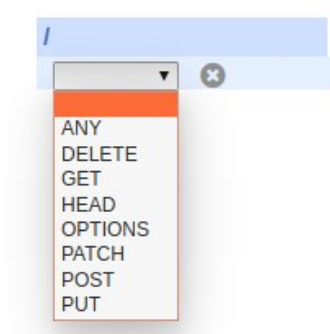 /
ANY
DELETE
GET
HEAD
OPTIONS
PATCH
POST
PUT